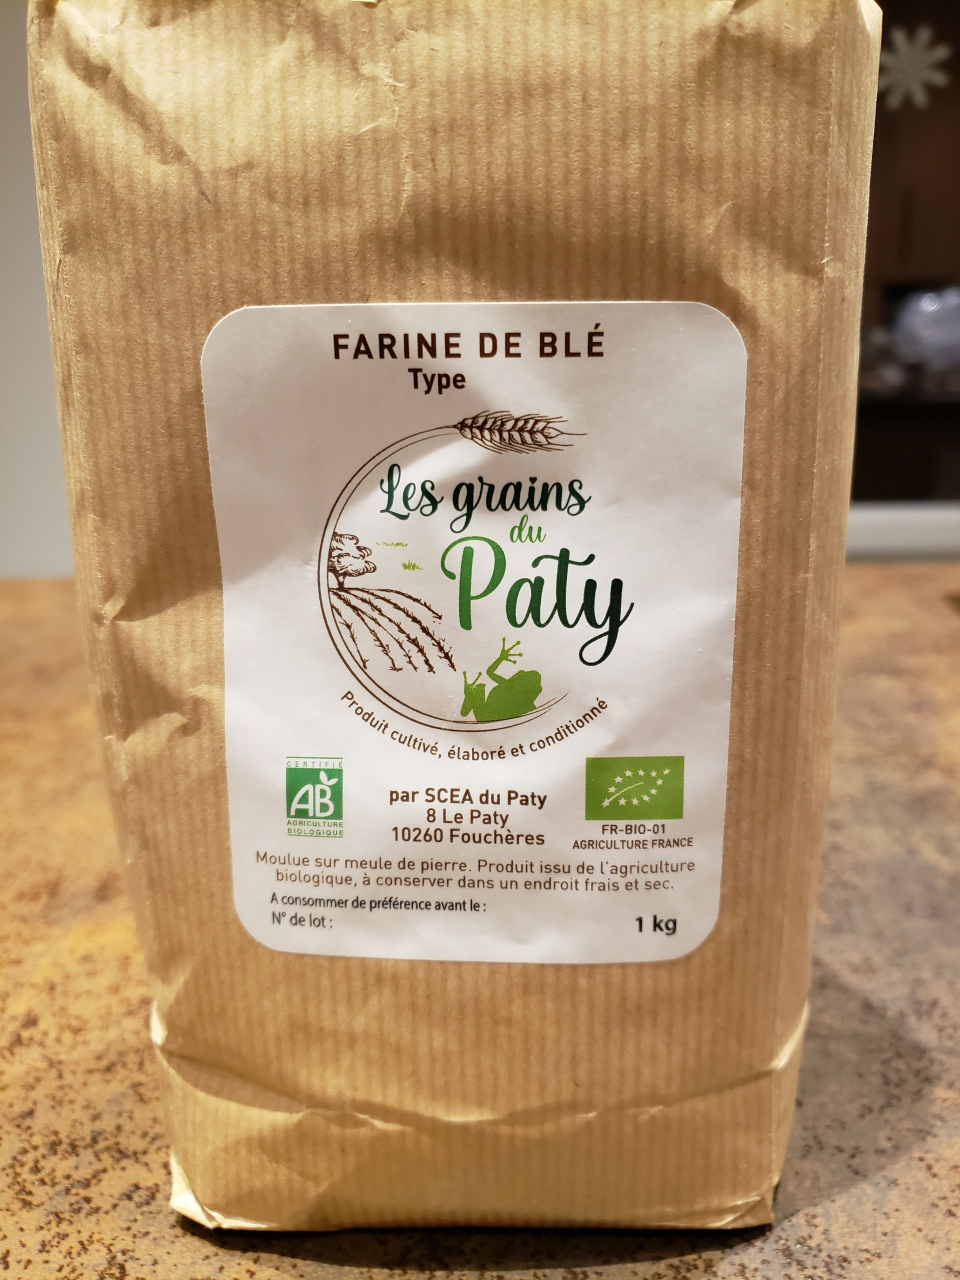 FARINE DE BLÉ
Type
Les grains
du
Paty
Produit cultivé, élaboré et conditionné
CERTIFIÉ
AB
AGRICULTURE
BIOLOGIQUE
par SCEA du Paty
8 Le Paty
10260 Fouchères
FR-BIO-01
AGRICULTURE FRANCE
Moulue sur meule de pierre. Produit issu de l'agriculture
biologique, à conserver dans un endroit frais et sec.
A consommer de préférence avant le :
N° de lot :
1 kg